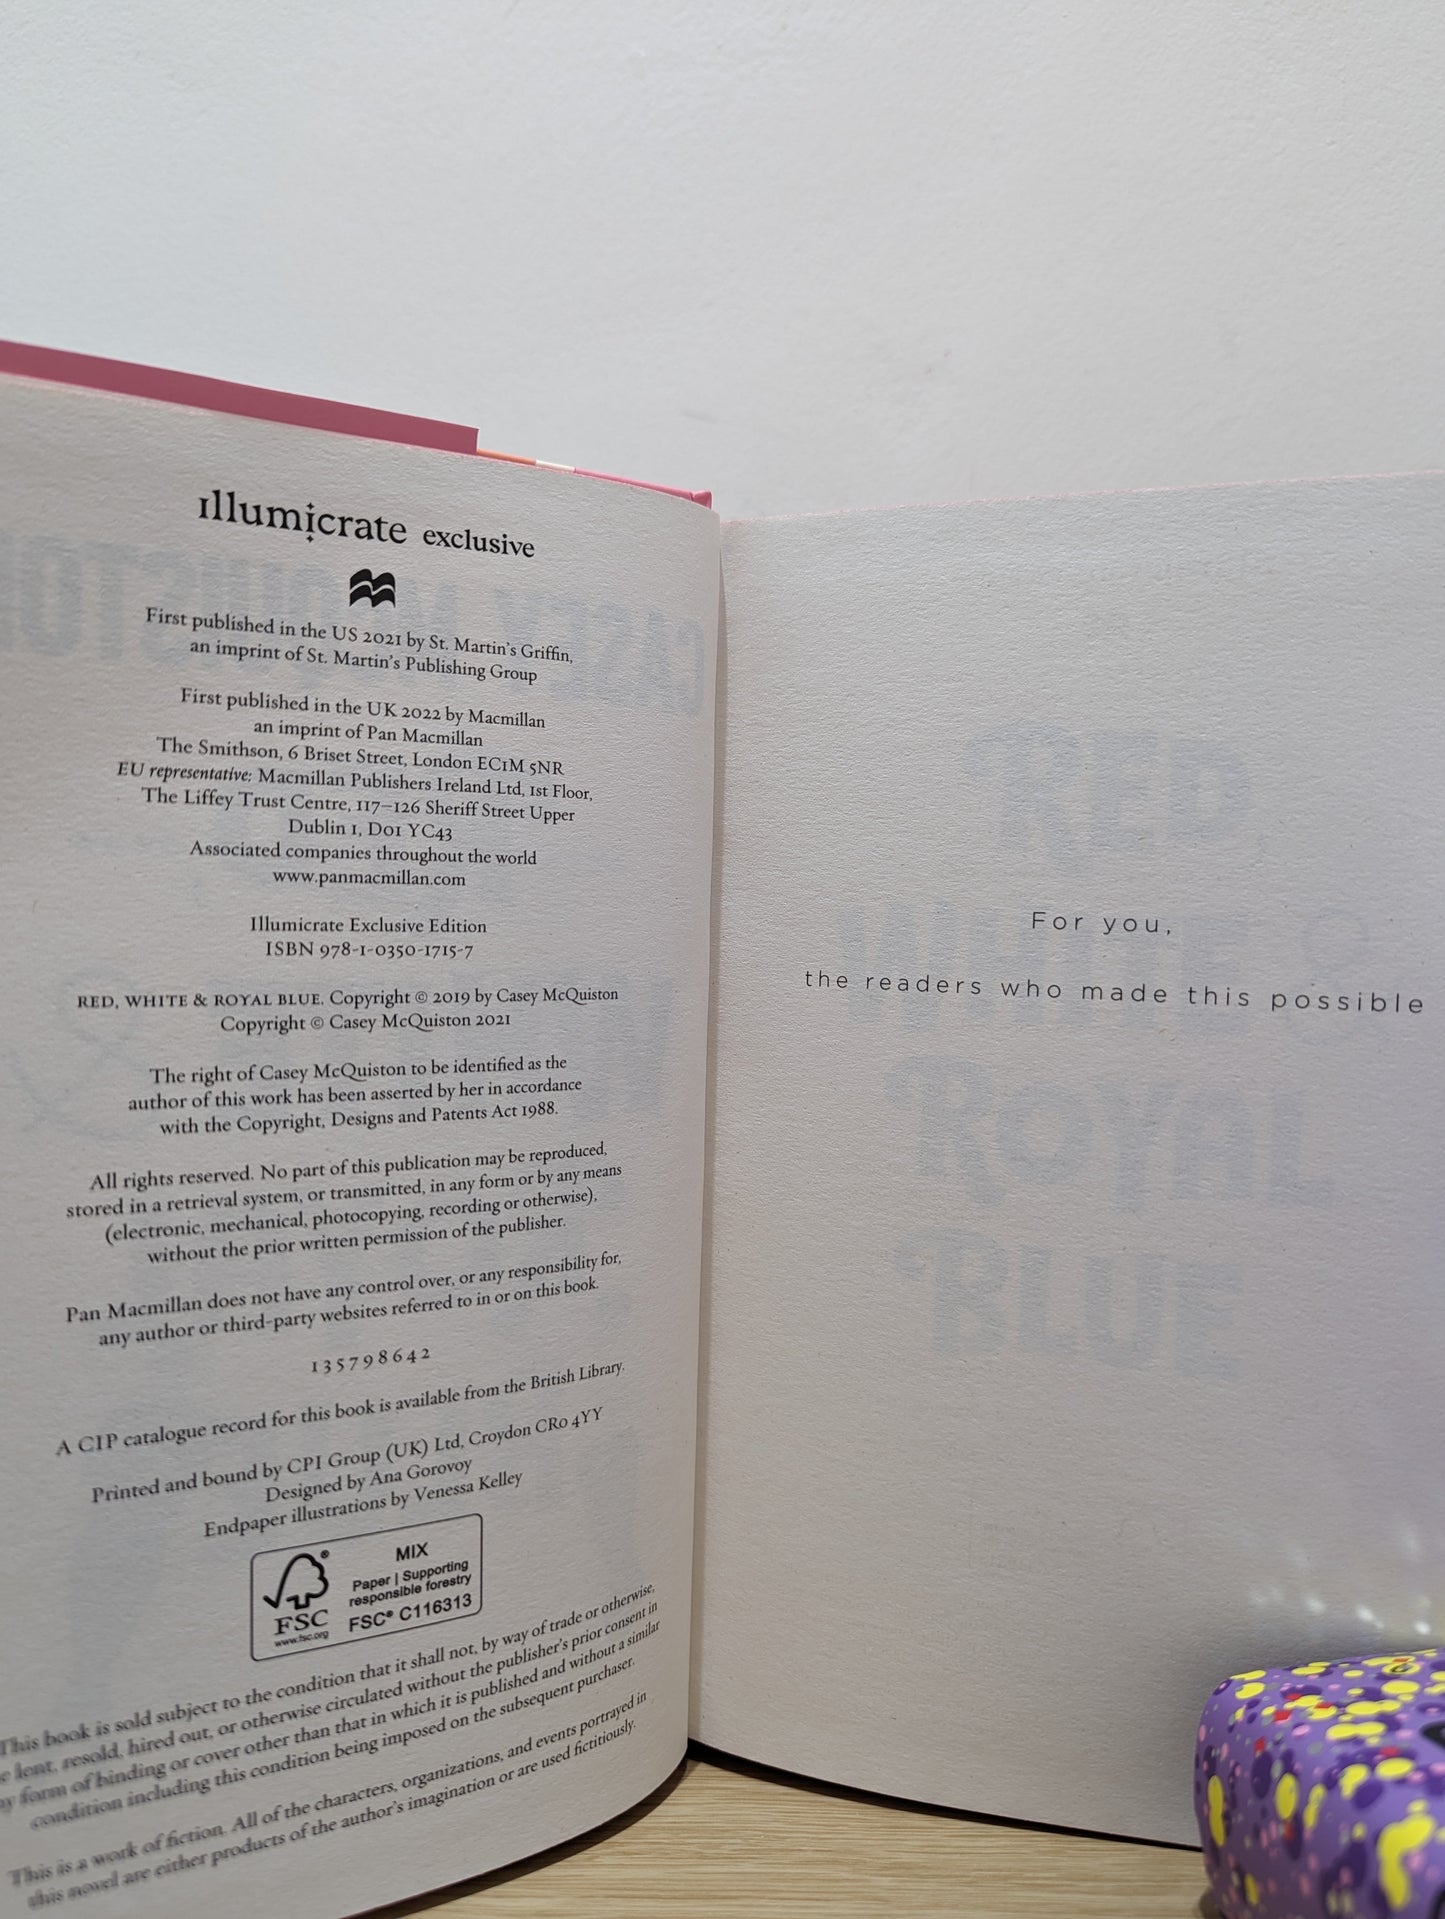 ıllumicrate exclusive
First published in the US 2021 by St. Martin's Griffin,
an imprint of St. Martin's Publishing Group
First published in the UK 2022 by Macmillan
an imprint of Pan Macmillan
The Smithson, 6 Briset Street, London EC1M 5NR
EU representative: Macmillan Publishers Ireland Ltd, 1st Floor,
The Liffey Trust Centre, 117–126 Sheriff Street Upper
Dublin 1, D01 YC43
Associated companies throughout the world
www.panmacmillan.com
Illumicrate Exclusive Edition
ISBN 978-1-0350-1715-7
RED, WHITE & ROYAL BLUE. Copyright © 2019 by Casey McQuiston
Copyright © Casey McQuiston 2021
The right of Casey McQuiston to be identified as the
author of this work has been asserted by her in accordance
with the Copyright, Designs and Patents Act 1988.
All rights reserved. No part of this publication may be reproduced,
stored in a retrieval system, or transmitted, in any form or by any means
(electronic, mechanical, photocopying, recording or otherwise),
without the prior written permission of the publisher.
Pan Macmillan does not have any control over, or any responsibility for,
any author or third-party websites referred to in or on this book.
1 3 5 7 9 8 6 4 2
A CIP catalogue record for this book is available from the British Library.
Printed and bound by CPI Group (UK) Ltd, Croydon CR0 4YY
Designed by Ana Gorovoy
Endpaper illustrations by Venessa Kelley
FSC
www.fsc.org
MIX
Paper | Supporting
responsible forestry
FSC® C116313
This book is sold subject to the condition that it shall not, by way of trade or otherwise,
lent, resold, hired out, or otherwise circulated without the publisher's prior consent in
form of binding or cover other than that in which it is published and without a similar
condition including this condition being imposed on the subsequent purchaser.
This is a work of fiction. All of the characters, organizations, and events portrayed in
this novel are either products of the author's imagination or are used fictitiously.
For you,
the readers who made this possible